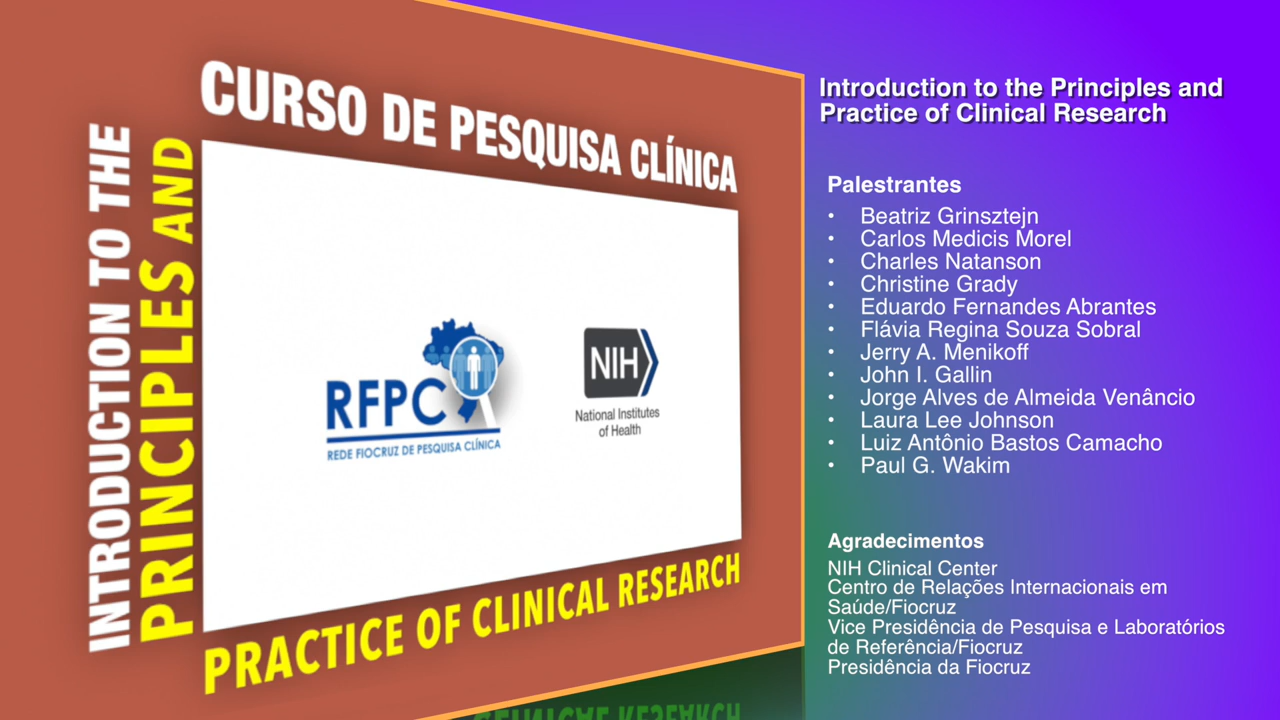 CURSO DE PESQUISA CLÍNICA
INTRODUCTION TO THE
PRINCIPLES AND
PRACTICE OF CLINICAL RESEARCH
RFPC
REDE FIOCRUZ DE PESQUISA CLÍNICA
NIH
National Institutes
of Health
Introduction to the Principles and
Practice of Clinical Research
Palestrantes
• Beatriz Grinsztejn
• Carlos Medicis Morel
• Charles Natanson
• Christine Grady
• Eduardo Fernandes Abrantes
• Flávia Regina Souza Sobral
• Jerry A. Menikoff
• John I. Gallin
• Jorge Alves de Almeida Venâncio
• Laura Lee Johnson
• Luiz Antônio Bastos Camacho
• Paul G. Wakim
Agradecimentos
NIH Clinical Center
Centro de Relações Internacionais em
Saúde/Fiocruz
Vice Presidência de Pesquisa e Laboratórios
de Referência/Fiocruz
Presidência da Fiocruz